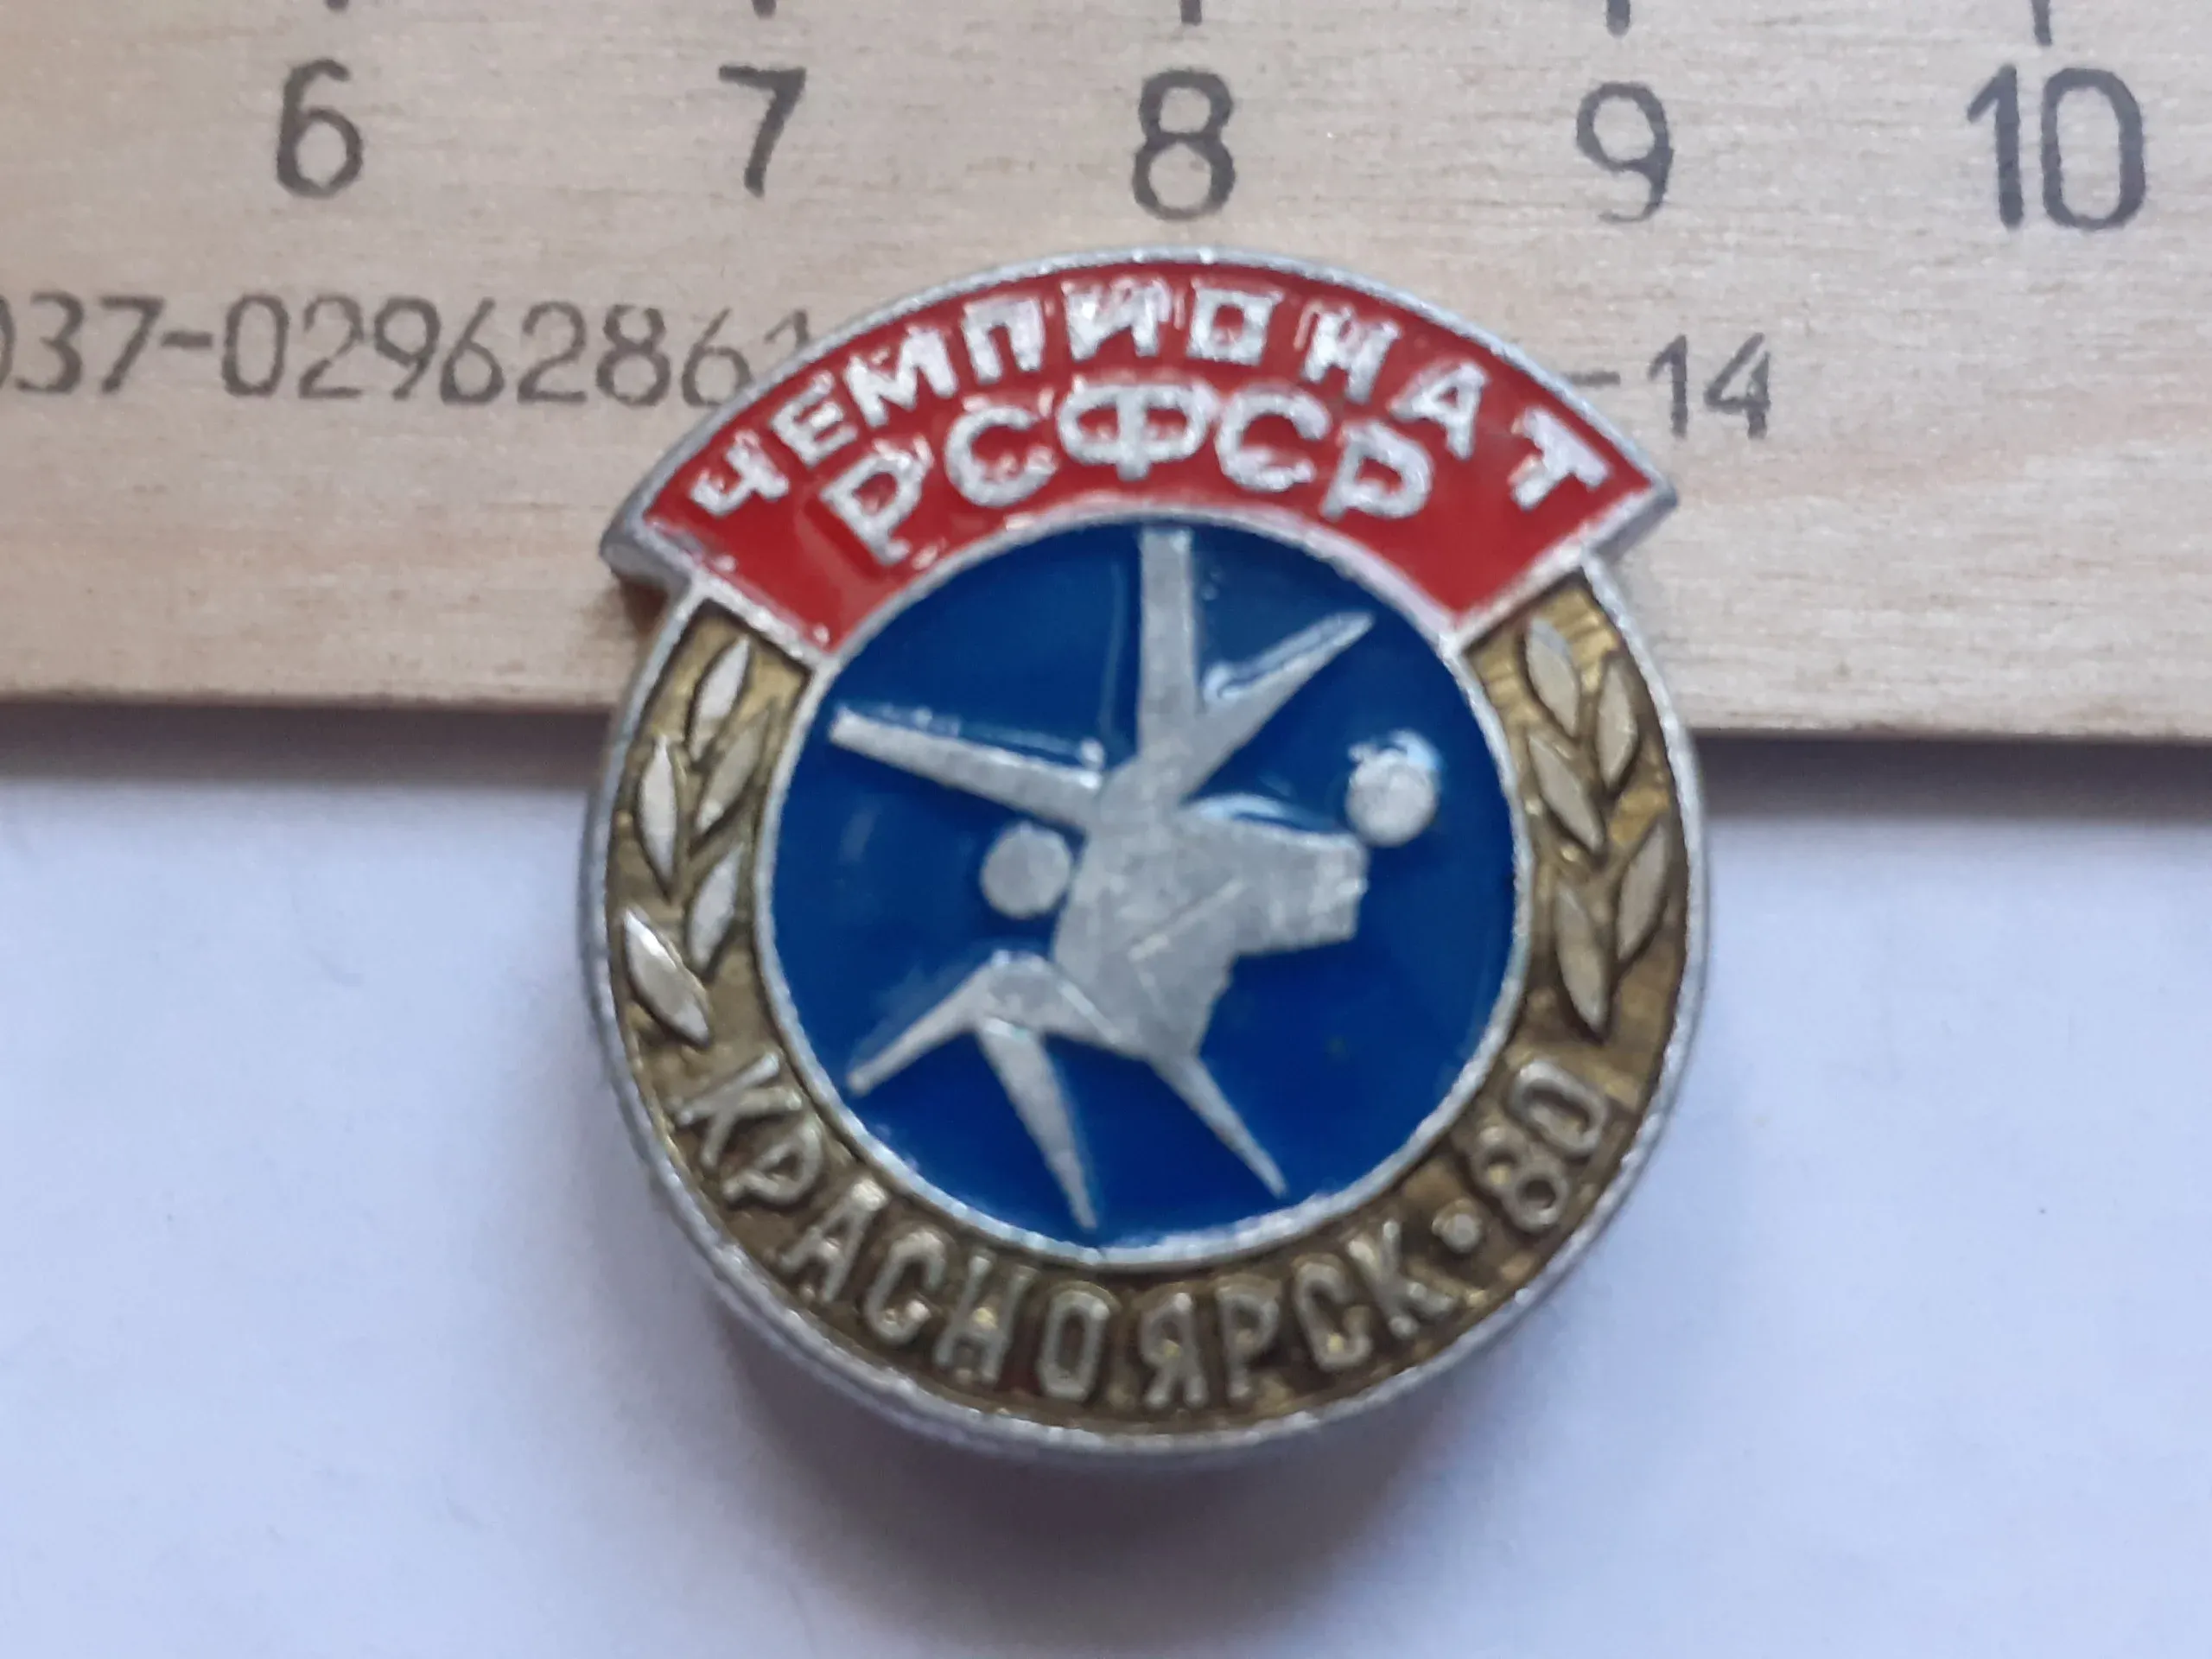 6 7 8 9 10
037-02962861 -14
ЧЕМПИОНАТ
РСФСР
КРАСНОЯРСК·80